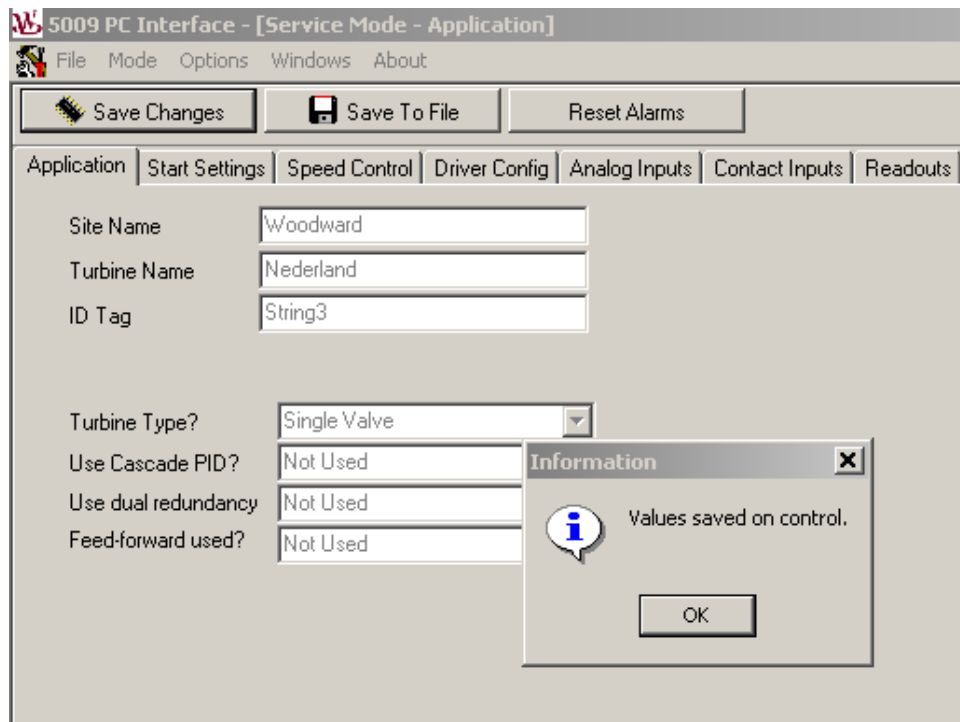 5009 PC Interface - [Service Mode - Application]
File Mode Options Windows About
Save Changes Save To File Reset Alarms
Application Start Settings Speed Control Driver Config Analog Inputs Contact Inputs Readouts
Site Name Woodward
Turbine Name Nederland
ID Tag String3
Turbine Type? Single Valve
Use Cascade PID? Not Used
Use dual redundancy Not Used
Feed-forward used? Not Used
Information
Values saved on control.
OK